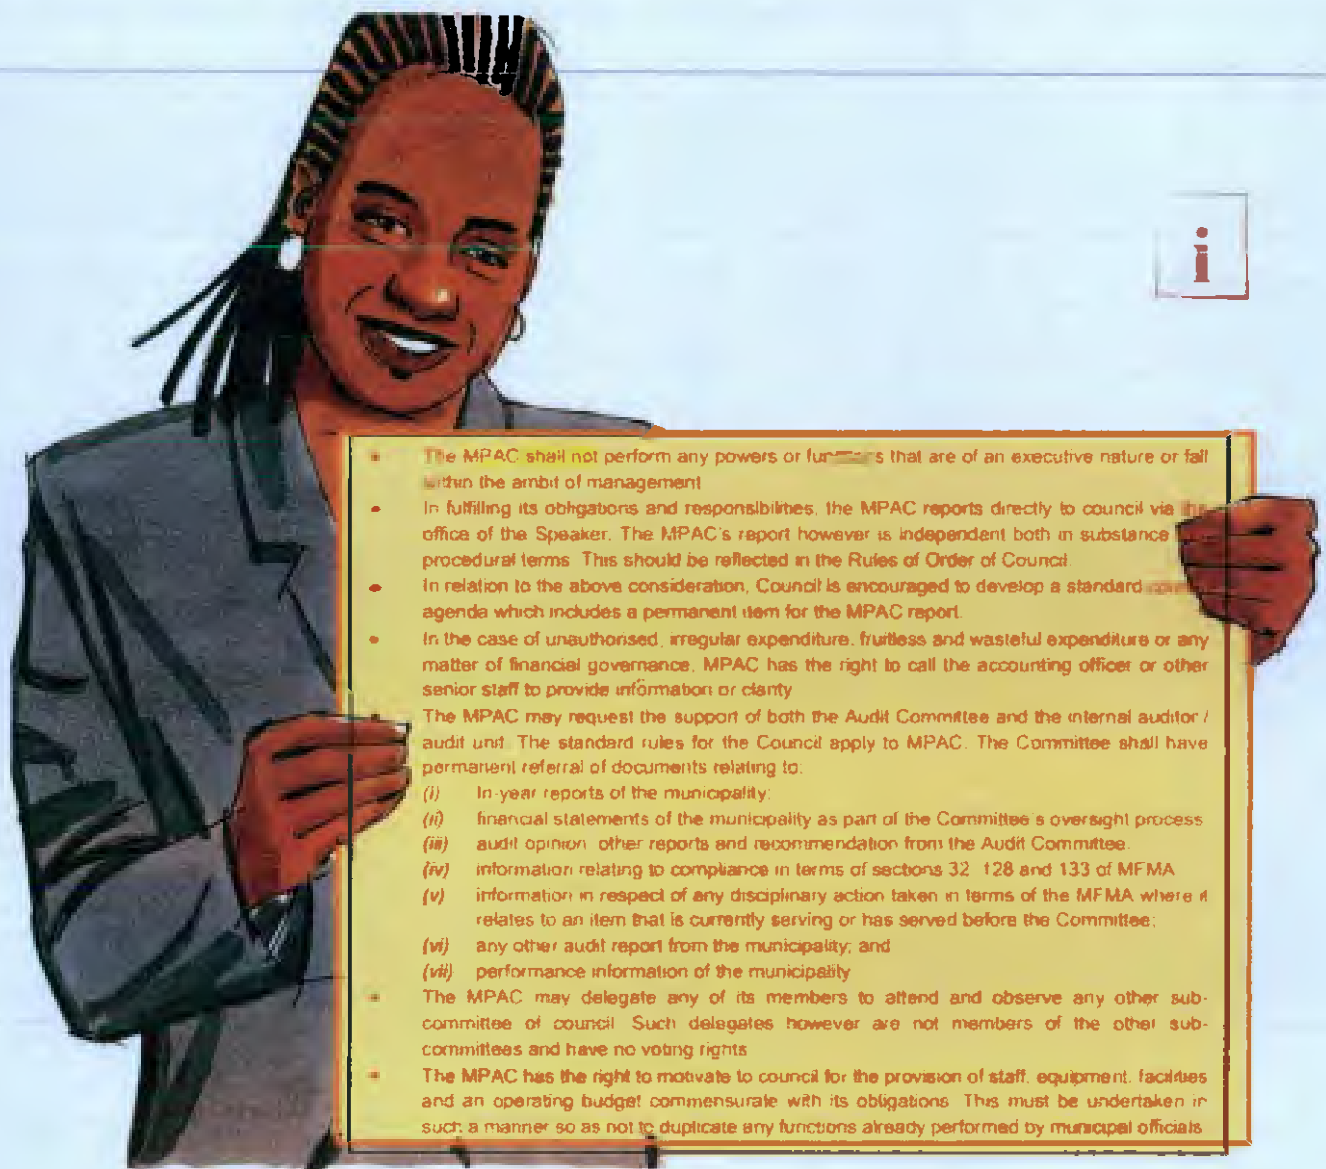 i
• The MPAC shall not perform any powers or functions that are of an executive nature or fall
within the ambit of management
• In fulfilling its obligations and responsibilities, the MPAC reports directly to council via the
office of the Speaker. The MPAC's report however is independent both in substance
procedural terms. This should be reflected in the Rules of Order of Council.
• In relation to the above consideration, Council is encouraged to develop a standard
agenda which includes a permanent item for the MPAC report.
• In the case of unauthorised, irregular expenditure, fruitless and wasteful expenditure or any
matter of financial governance, MPAC has the right to call the accounting officer or other
senior staff to provide information or clarity
The MPAC may request the support of both the Audit Committee and the internal auditor /
audit unit. The standard rules for the Council apply to MPAC. The Committee shall have
permanent referral of documents relating to:
(i) In-year reports of the municipality;
(ii) financial statements of the municipality as part of the Committee's oversight process
(iii) audit opinion, other reports and recommendation from the Audit Committee.
(iv) information relating to compliance in terms of sections 32, 128 and 133 of MFMA
(v) information in respect of any disciplinary action taken in terms of the MFMA where it
relates to an item that is currently serving or has served before the Committee;
(vi) any other audit report from the municipality; and
(vii) performance information of the municipality
• The MPAC may delegate any of its members to attend and observe any other sub-
committee of council. Such delegates however are not members of the other sub-
committees and have no voting rights
• The MPAC has the right to motivate to council for the provision of staff, equipment, facilities
and an operating budget commensurate with its obligations. This must be undertaken in
such a manner so as not to duplicate any functions already performed by municipal officials